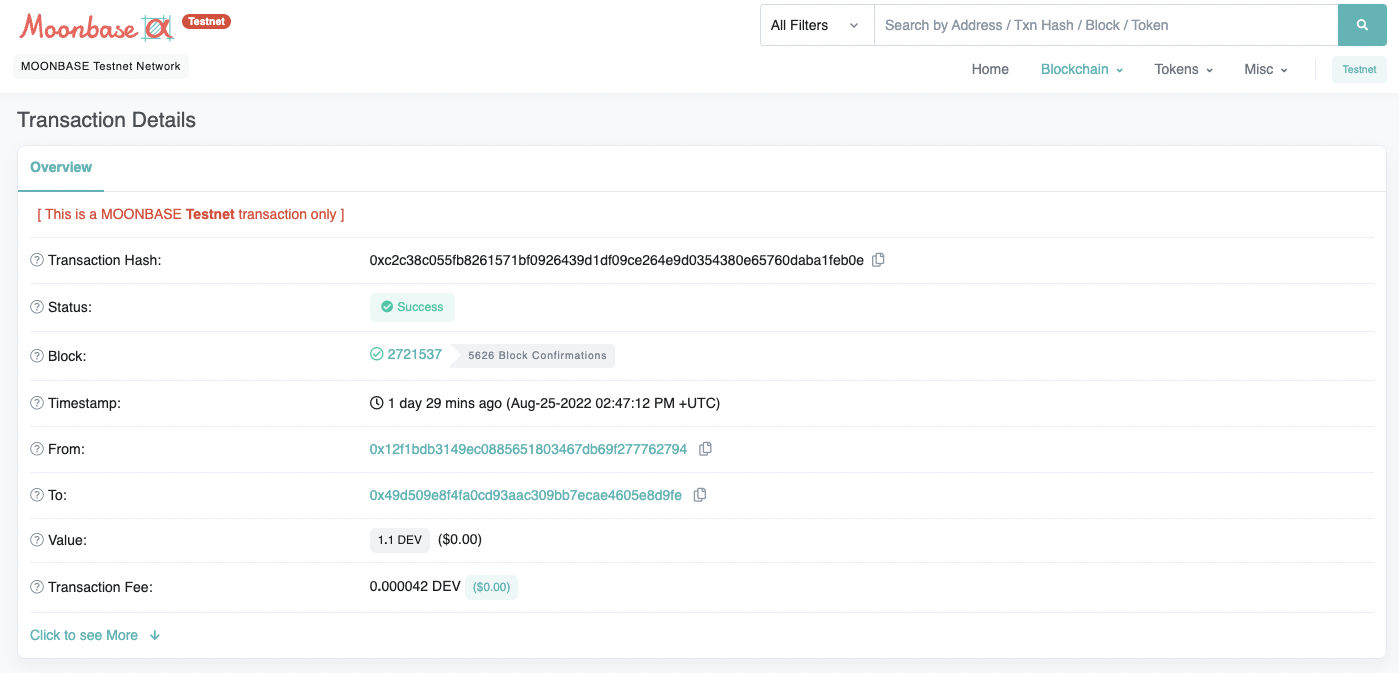 Moonbase α Testnet
All Filters Search by Address / Txn Hash / Block / Token
MOONBASE Testnet Network
Home Blockchain Tokens Misc Testnet
Transaction Details
Overview
[ This is a MOONBASE Testnet transaction only ]
Transaction Hash: 0xc2c38c055fb8261571bf0926439d1df09ce264e9d0354380e65760daba1feb0e
Status: Success
Block: 2721537 5626 Block Confirmations
Timestamp: 1 day 29 mins ago (Aug-25-2022 02:47:12 PM +UTC)
From: 0x12f1bdb3149ec0885651803467db69f277762794
To: 0x49d509e8f4fa0cd93aac309bb7ecae4605e8d9fe
Value: 1.1 DEV ($0.00)
Transaction Fee: 0.000042 DEV ($0.00)
Click to see More